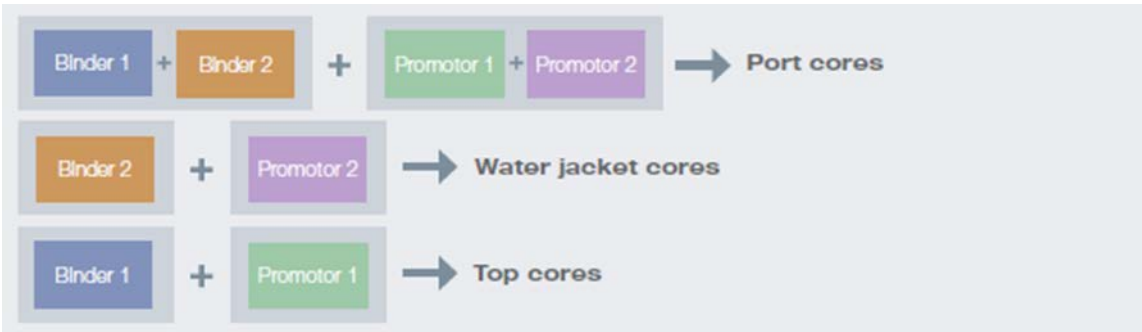 Binder 1 + Binder 2 + Promotor 1 + Promotor 2 Port cores
Binder 2 + Promotor 2 Water jacket cores
Binder 1 + Promotor 1 Top cores